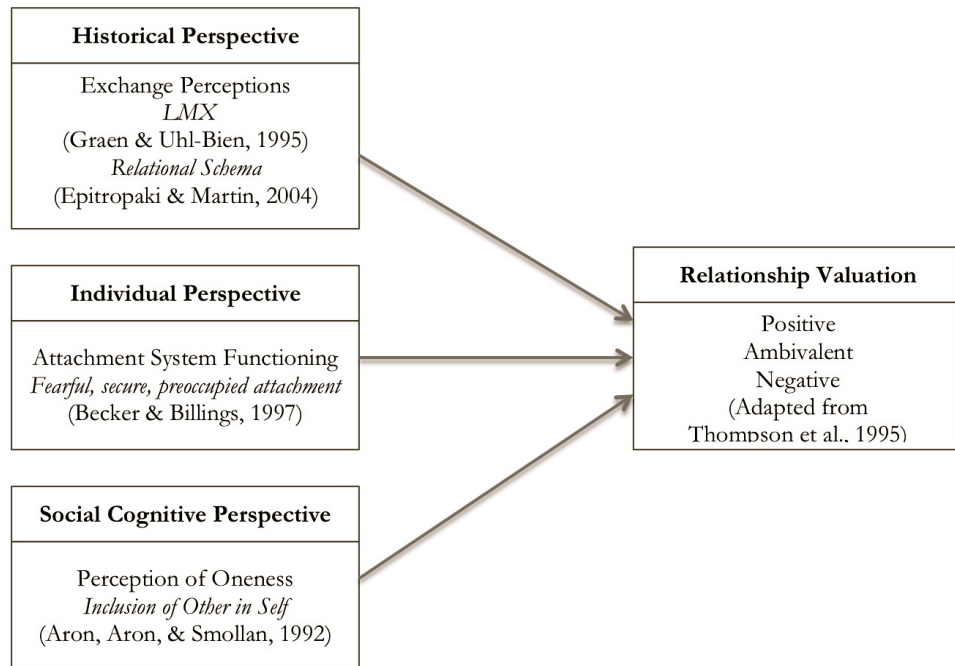 Historical Perspective
Exchange Perceptions
LMX
(Graen & Uhl-Bien, 1995)
Relational Schema
(Epitropaki & Martin, 2004)
Individual Perspective
Attachment System Functioning
Fearful, secure, preoccupied attachment
(Becker & Billings, 1997)
Social Cognitive Perspective
Perception of Oneness
Inclusion of Other in Self
(Aron, Aron, & Smollan, 1992)
Relationship Valuation
Positive
Ambivalent
Negative
(Adapted from
Thompson et al., 1995)